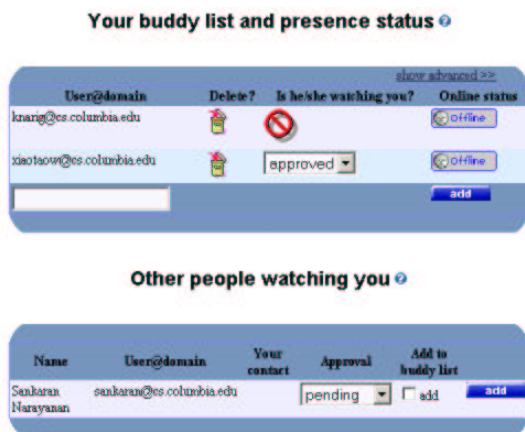 Your buddy list and presence status ?
show advanced >>
User@domain Delete? Is he/she watching you? Online status
knarig@cs.columbia.edu Offline
xiaotaow@cs.columbia.edu approved Offline
add
Other people watching you ?
Name User@domain Your contact Approval Add to buddy list
Sankaran Narayanan sankaran@cs.columbia.edu pending add add